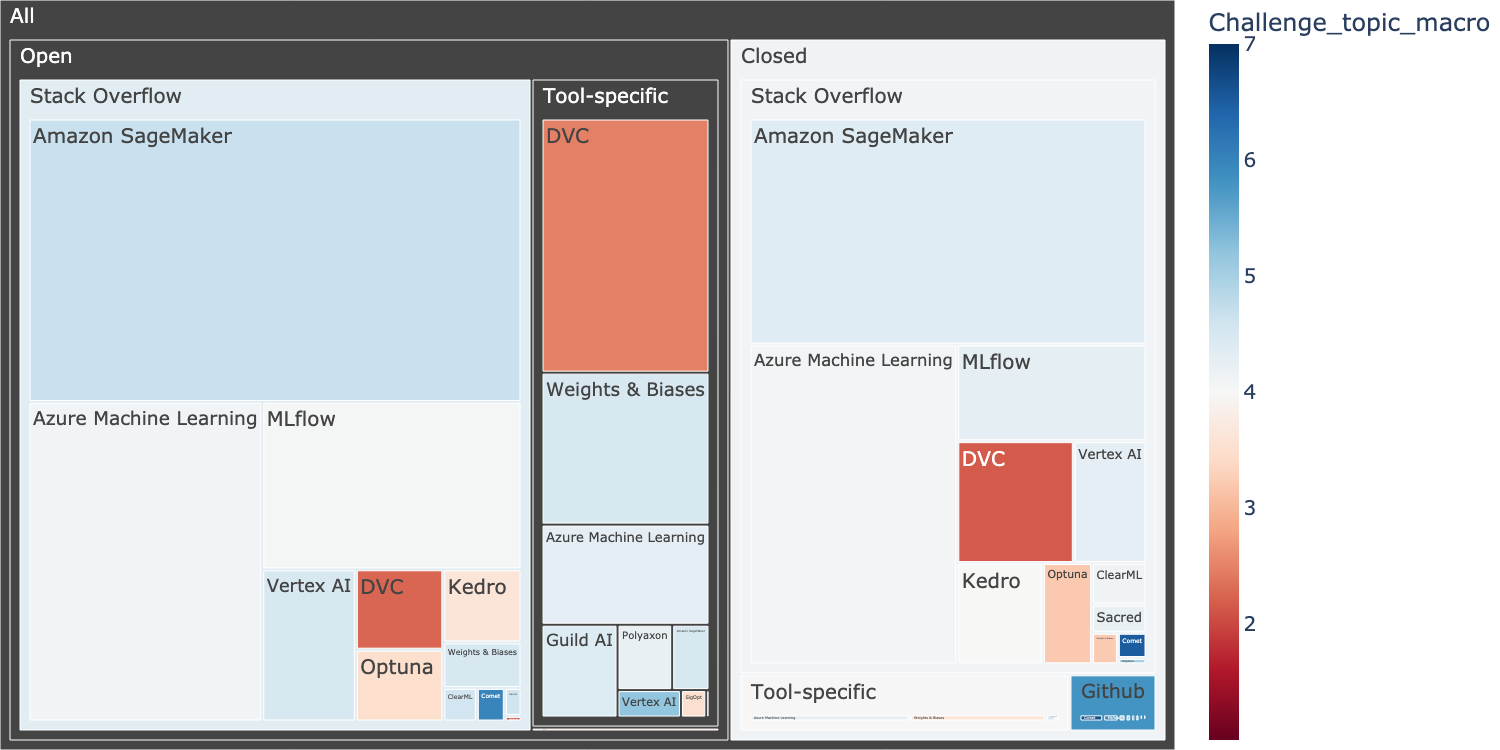 All
Open
Stack Overflow
Amazon SageMaker
Azure Machine Learning
MLflow
Vertex AI
DVC
Kedro
Optuna
Weights & Biases
ClearML
Comet
Tool-specific
DVC
Weights & Biases
Azure Machine Learning
Guild AI
Polyaxon
Amazon SageMaker
Vertex AI
SigOpt
Closed
Stack Overflow
Amazon SageMaker
Azure Machine Learning
MLflow
DVC
Vertex AI
Kedro
Optuna
ClearML
Sacred
Comet
Tool-specific
Azure Machine Learning
Weights & Biases
Github
Challenge_topic_macro
7
6
5
4
3
2